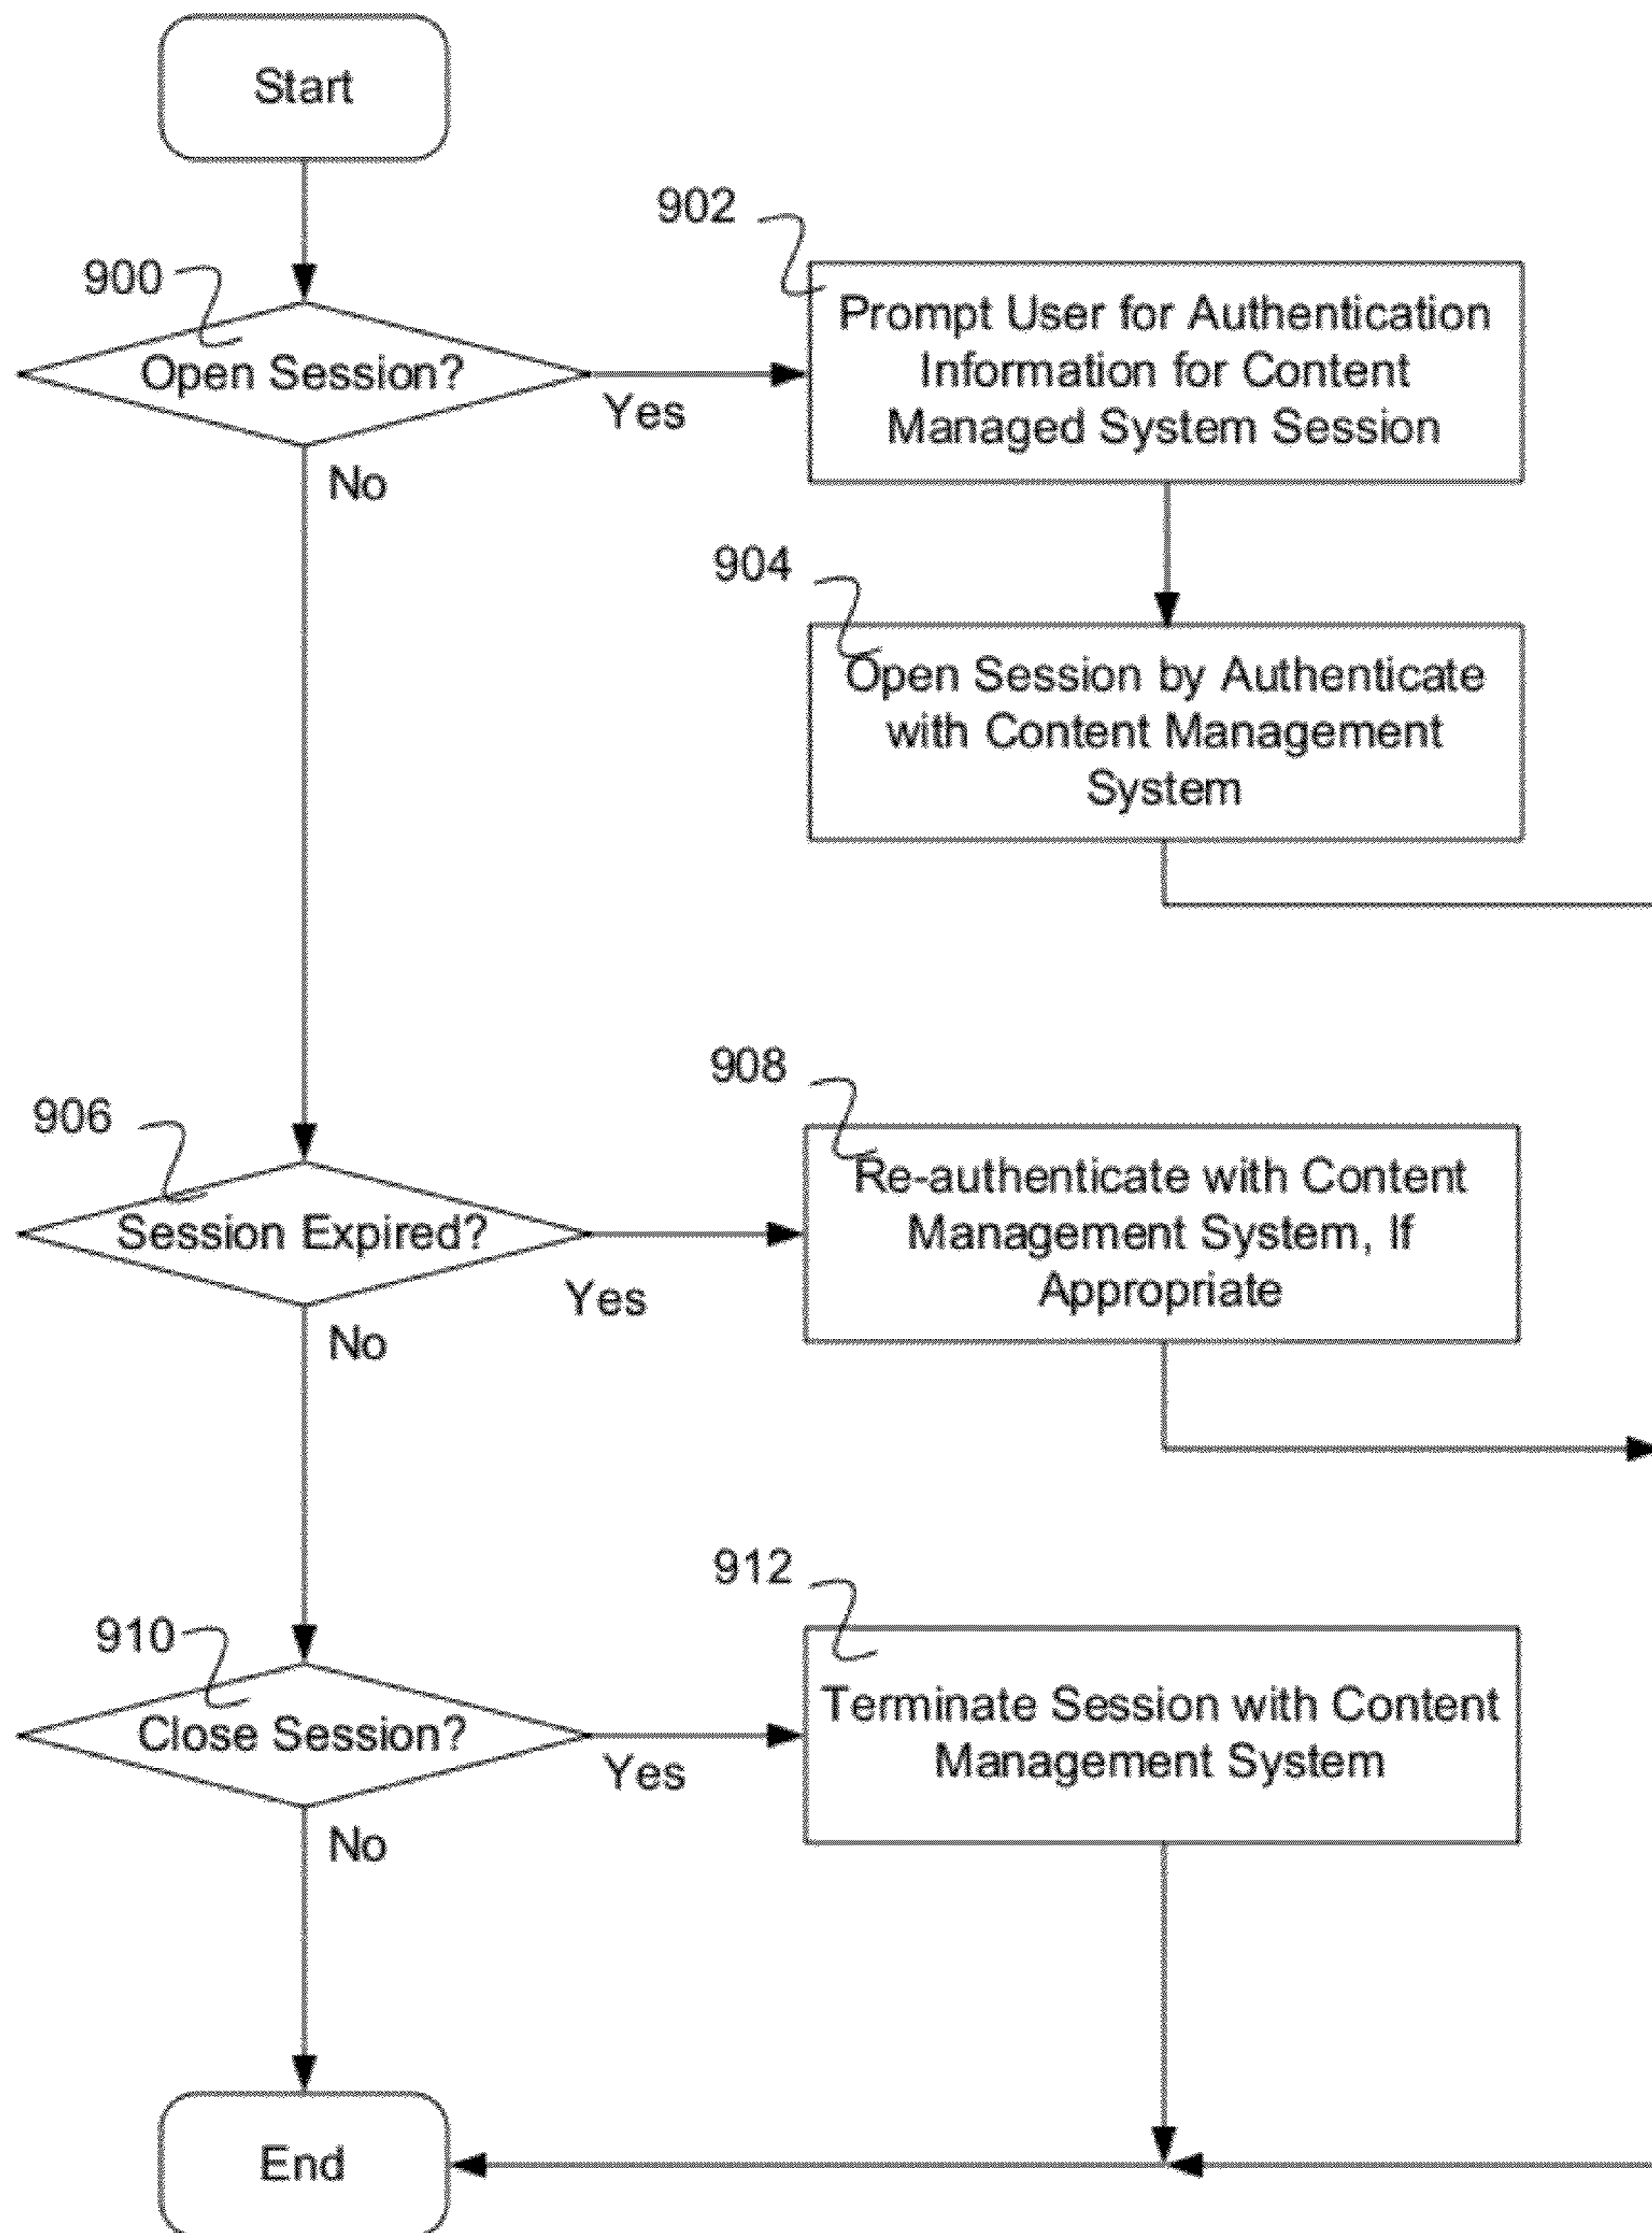 Start
900
Open Session?
Yes
No
902
Prompt User for Authentication
Information for Content
Managed System Session
904
Open Session by Authenticate
with Content Management
System
906
Session Expired?
Yes
No
908
Re-authenticate with Content
Management System, If
Appropriate
910
Close Session?
Yes
No
912
Terminate Session with Content
Management System
End